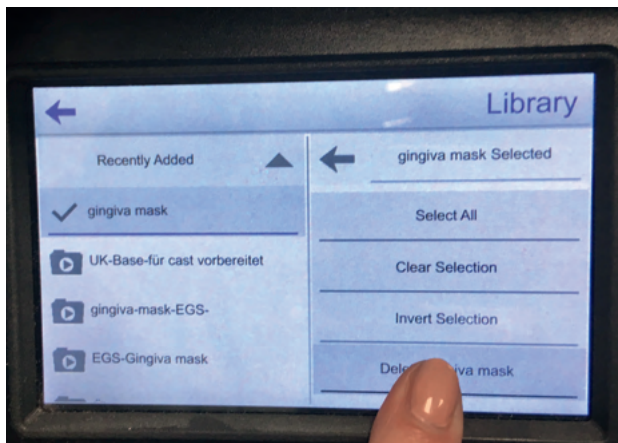 Library
Recently Added
gingiva mask
UK-Base-für cast vorbereitet
gingiva-mask-EGS-
EGS-Gingiva mask
gingiva mask Selected
Select All
Clear Selection
Invert Selection
mask